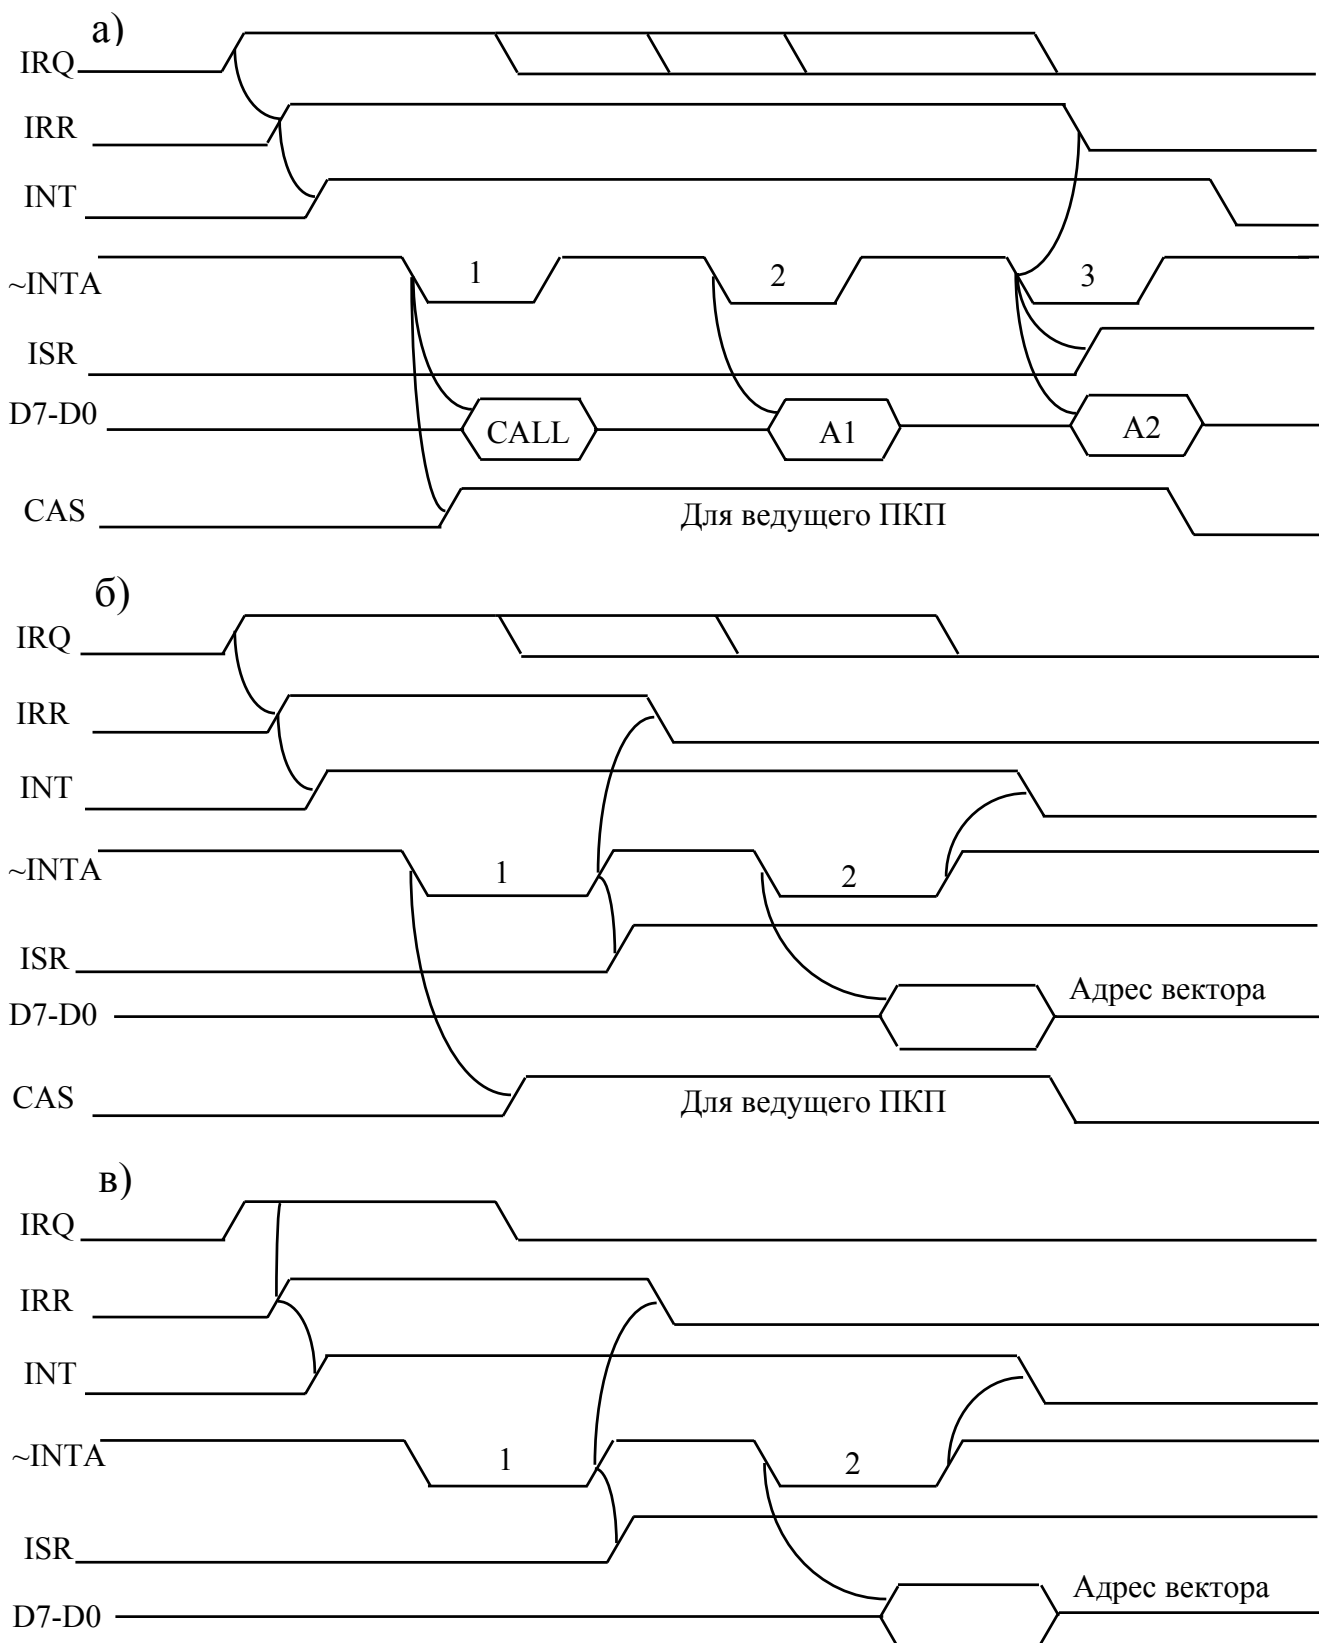 а)
IRQ
IRR
INT
~INTA 1 2 3
ISR
D7-D0 CALL A1 A2
CAS Для ведущего ПКП
б)
IRQ
IRR
INT
~INTA 1 2
ISR
D7-D0 Адрес вектора
CAS Для ведущего ПКП
в)
IRQ
IRR
INT
~INTA 1 2
ISR
D7-D0 Адрес вектора